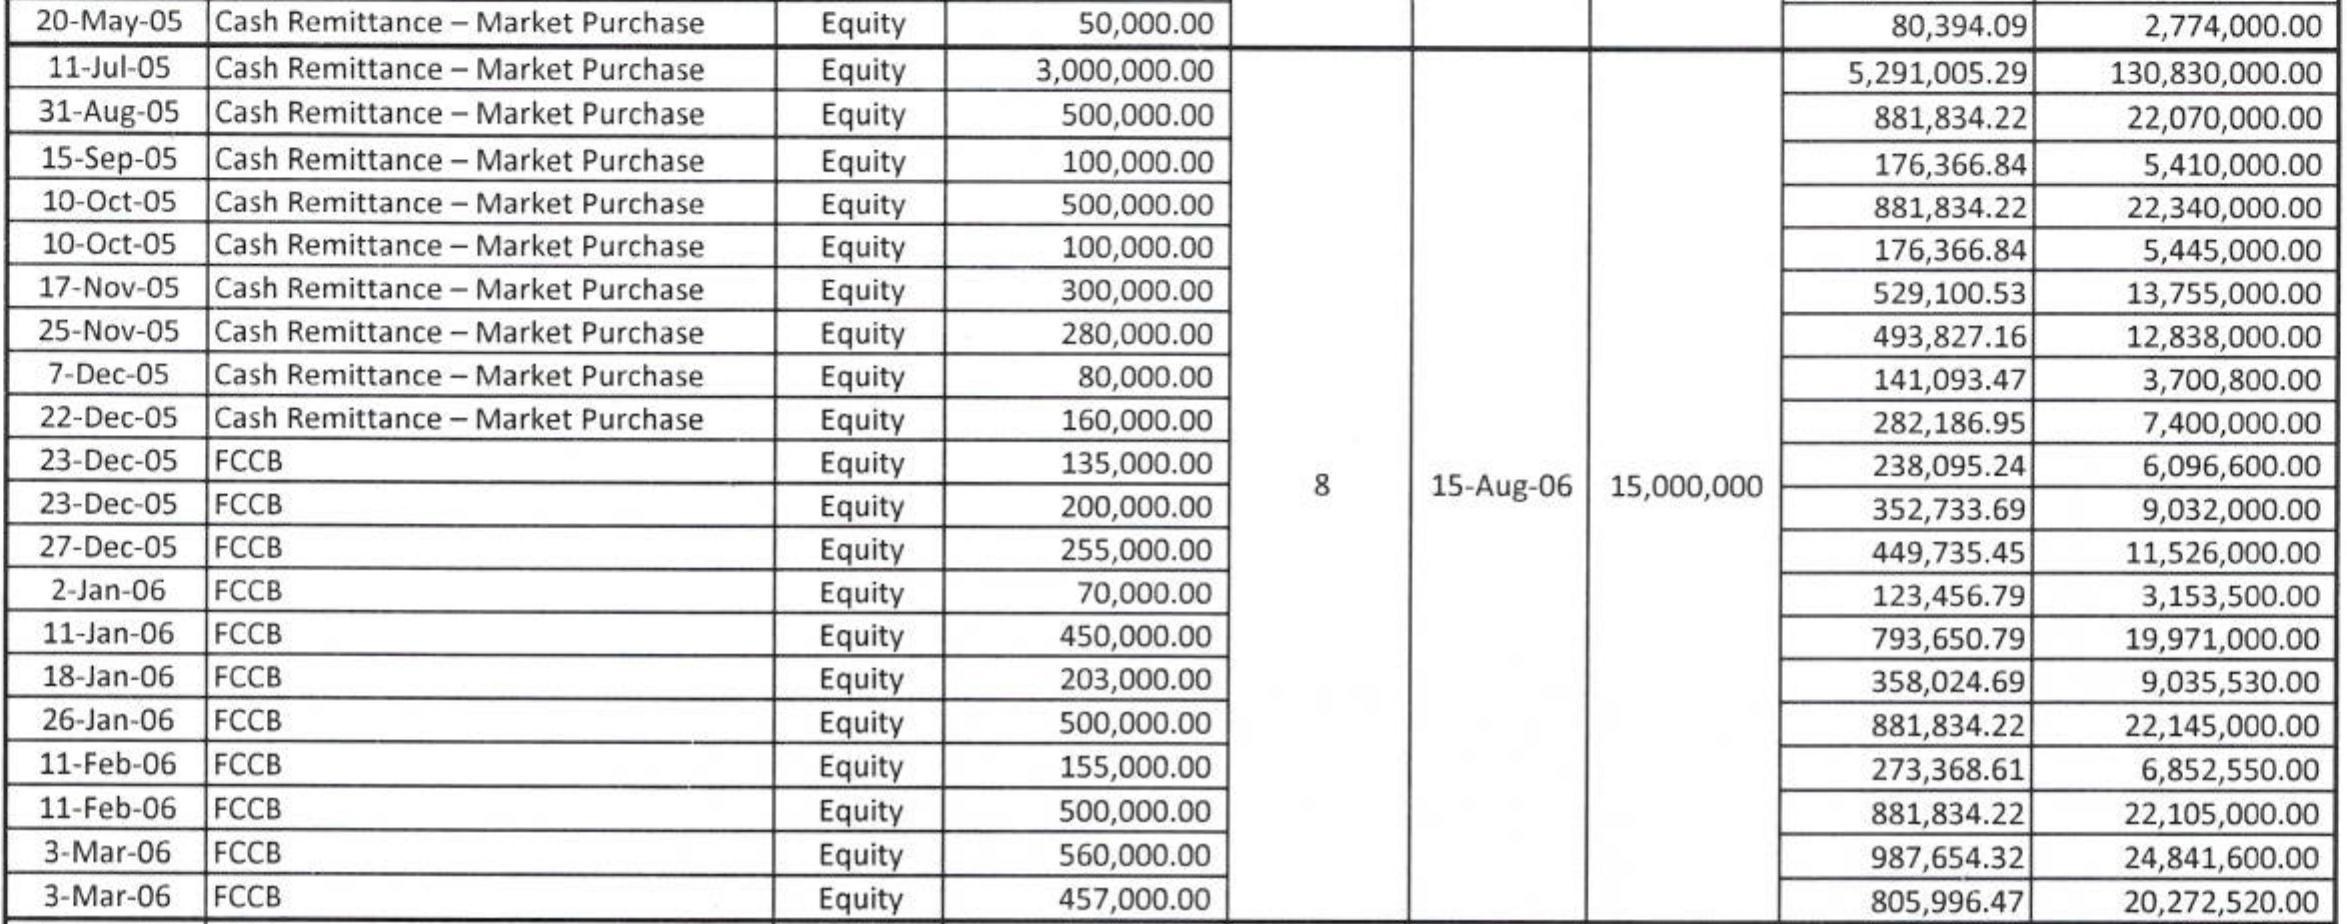 20-May-05 Cash Remittance – Market Purchase Equity 50,000.00 80,394.09 2,774,000.00
11-Jul-05 Cash Remittance – Market Purchase Equity 3,000,000.00 5,291,005.29 130,830,000.00
31-Aug-05 Cash Remittance – Market Purchase Equity 500,000.00 881,834.22 22,070,000.00
15-Sep-05 Cash Remittance – Market Purchase Equity 100,000.00 176,366.84 5,410,000.00
10-Oct-05 Cash Remittance – Market Purchase Equity 500,000.00 881,834.22 22,340,000.00
10-Oct-05 Cash Remittance – Market Purchase Equity 100,000.00 176,366.84 5,445,000.00
17-Nov-05 Cash Remittance – Market Purchase Equity 300,000.00 529,100.53 13,755,000.00
25-Nov-05 Cash Remittance – Market Purchase Equity 280,000.00 493,827.16 12,838,000.00
7-Dec-05 Cash Remittance – Market Purchase Equity 80,000.00 141,093.47 3,700,800.00
22-Dec-05 Cash Remittance – Market Purchase Equity 160,000.00 282,186.95 7,400,000.00
23-Dec-05 FCCB Equity 135,000.00 238,095.24 6,096,600.00
8 15-Aug-06 15,000,000
23-Dec-05 FCCB Equity 200,000.00 352,733.69 9,032,000.00
27-Dec-05 FCCB Equity 255,000.00 449,735.45 11,526,000.00
2-Jan-06 FCCB Equity 70,000.00 123,456.79 3,153,500.00
11-Jan-06 FCCB Equity 450,000.00 793,650.79 19,971,000.00
18-Jan-06 FCCB Equity 203,000.00 358,024.69 9,035,530.00
26-Jan-06 FCCB Equity 500,000.00 881,834.22 22,145,000.00
11-Feb-06 FCCB Equity 155,000.00 273,368.61 6,852,550.00
11-Feb-06 FCCB Equity 500,000.00 881,834.22 22,105,000.00
3-Mar-06 FCCB Equity 560,000.00 987,654.32 24,841,600.00
3-Mar-06 FCCB Equity 457,000.00 805,996.47 20,272,520.00